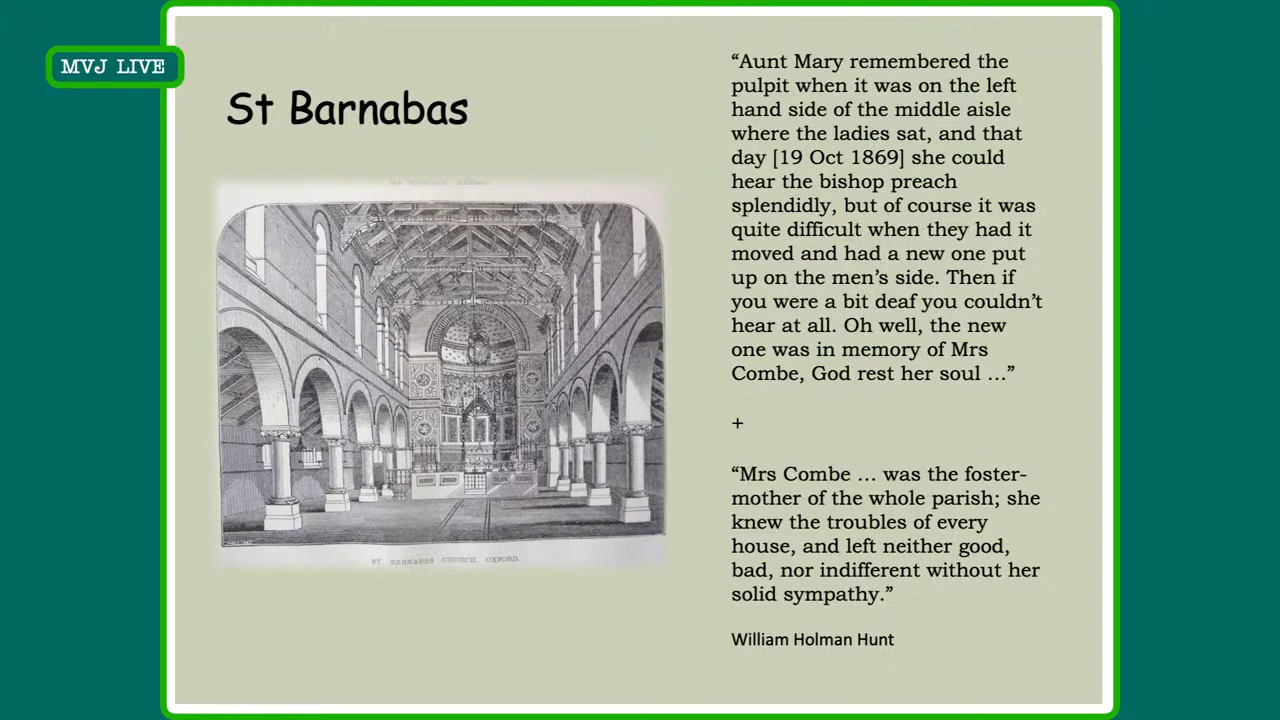 MVJ LIVE
St Barnabas
ST BARNABAS CHURCH, OXFORD.
“Aunt Mary remembered the
pulpit when it was on the left
hand side of the middle aisle
where the ladies sat, and that
day [19 Oct 1869] she could
hear the bishop preach
splendidly, but of course it was
quite difficult when they had it
moved and had a new one put
up on the men’s side. Then if
you were a bit deaf you couldn’t
hear at all. Oh well, the new
one was in memory of Mrs
Combe, God rest her soul …”
+
“Mrs Combe … was the foster-
mother of the whole parish; she
knew the troubles of every
house, and left neither good,
bad, nor indifferent without her
solid sympathy.”
William Holman Hunt